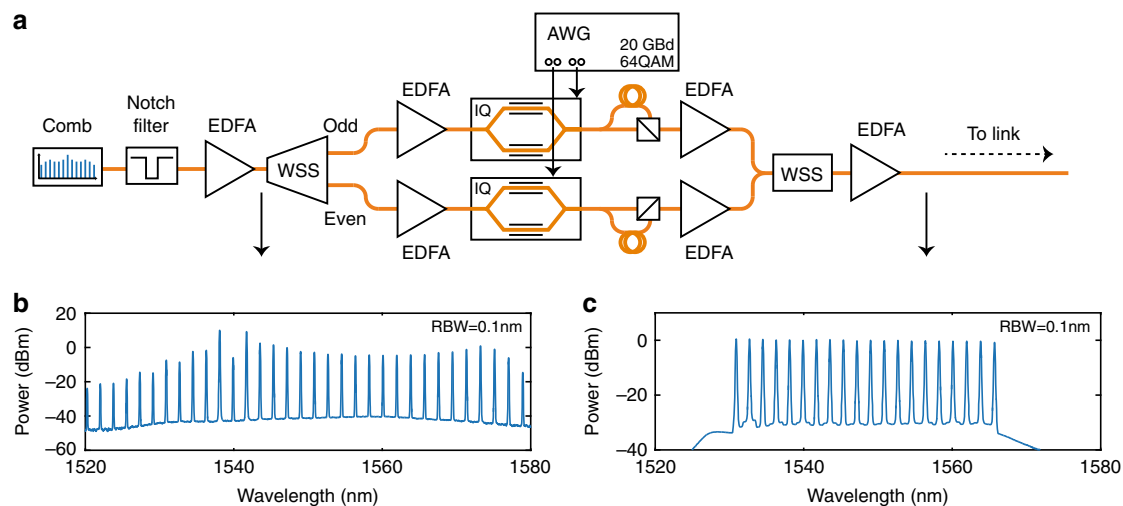 a
AWG
20 GBd
64QAM
Comb
Notch
filter
EDFA
WSS
Odd
Even
EDFA
IQ
EDFA
IQ
EDFA
EDFA
WSS
EDFA
To link
b
RBW=0.1nm
Power (dBm)
20
0
−20
−40
−60
1520
1540
1560
1580
Wavelength (nm)
c
RBW=0.1nm
Power (dBm)
0
−20
−40
1520
1540
1560
1580
Wavelength (nm)